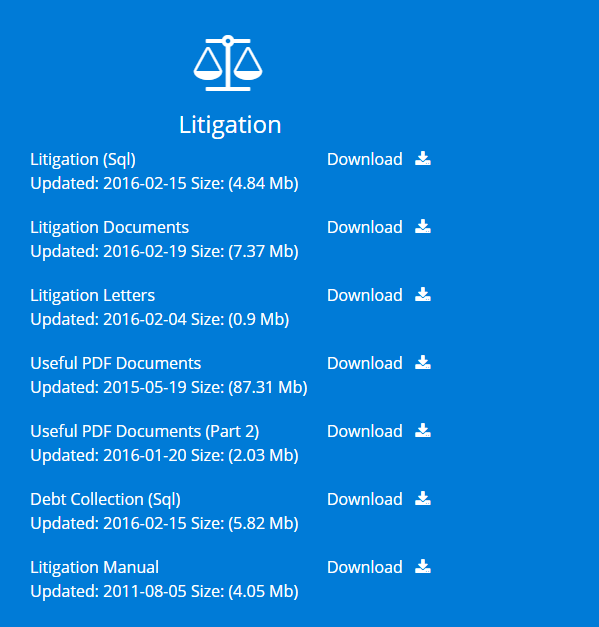 Litigation
Litigation (Sql) Download
Updated: 2016-02-15 Size: (4.84 Mb)
Litigation Documents Download
Updated: 2016-02-19 Size: (7.37 Mb)
Litigation Letters Download
Updated: 2016-02-04 Size: (0.9 Mb)
Useful PDF Documents Download
Updated: 2015-05-19 Size: (87.31 Mb)
Useful PDF Documents (Part 2) Download
Updated: 2016-01-20 Size: (2.03 Mb)
Debt Collection (Sql) Download
Updated: 2016-02-15 Size: (5.82 Mb)
Litigation Manual Download
Updated: 2011-08-05 Size: (4.05 Mb)